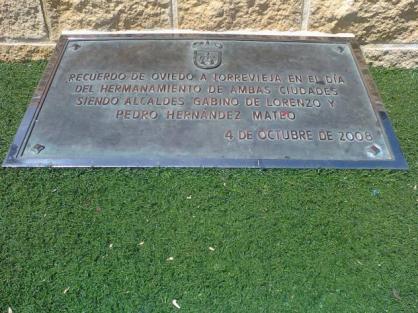 RECUERDO DE OVIEDO A TORREVIEJA EN EL DÍA
DEL HERMANAMIENTO DE AMBAS CIUDADES
SIENDO ALCALDES GABINO DE LORENZO Y
PEDRO HERNÁNDEZ MATEO
4 DE OCTUBRE DE 2008